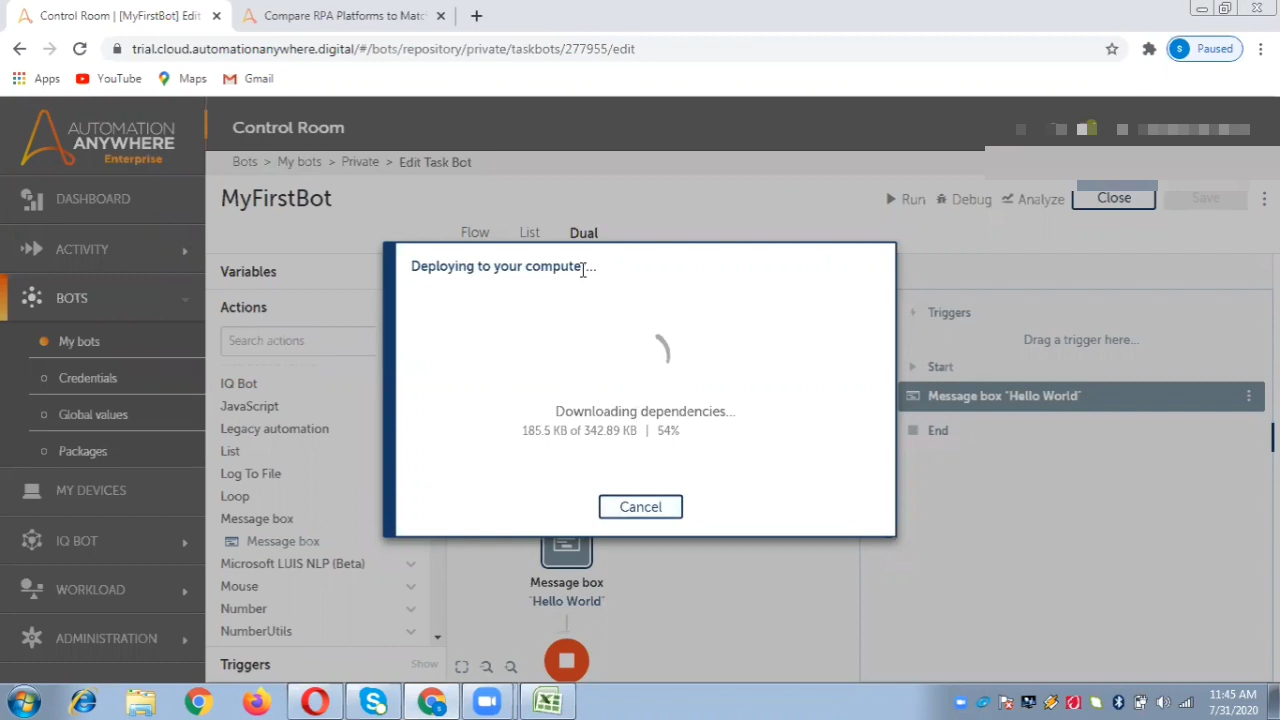 Control Room | [MyFirstBot] Edit
Compare RPA Platforms to Matc
trial.cloud.automationanywhere.digital/#/bots/repository/private/taskbots/277955/edit
S Paused
Apps YouTube Maps Gmail
AUTOMATION
ANYWHERE
Enterprise
Control Room
Bots > My bots > Private > Edit Task Bot
MyFirstBot
Run Debug Analyze Close Save
Flow List Dual
DASHBOARD
ACTIVITY
BOTS
My bots
Credentials
Global values
Packages
MY DEVICES
IQ BOT
WORKLOAD
ADMINISTRATION
Variables
Actions
Search actions
IQ Bot
JavaScript
Legacy automation
List
Log To File
Loop
Message box
Message box
Microsoft LUIS NLP (Beta)
Mouse
Number
NumberUtils
Triggers Show
Deploying to your compute...
Downloading dependencies...
185.5 KB of 342.89 KB | 54%
Cancel
Message box
"Hello World"
Triggers
Drag a trigger here...
Start
Message box "Hello World"
End
11:45 AM
7/31/2020